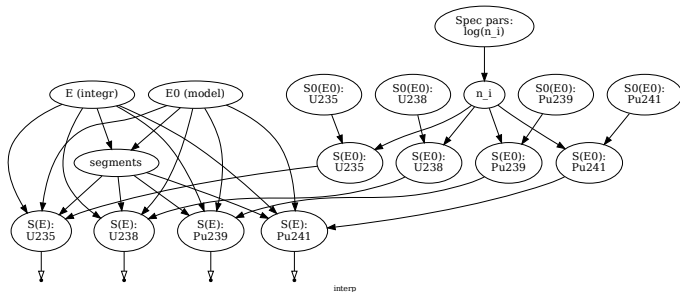 Spec pars:
log(n_i)
E (integr)
E0 (model)
S0(E0):
U235
S0(E0):
U238
n_i
S0(E0):
Pu239
S0(E0):
Pu241
segments
S(E0):
U235
S(E0):
U238
S(E0):
Pu239
S(E0):
Pu241
S(E):
U235
S(E):
U238
S(E):
Pu239
S(E):
Pu241
interp